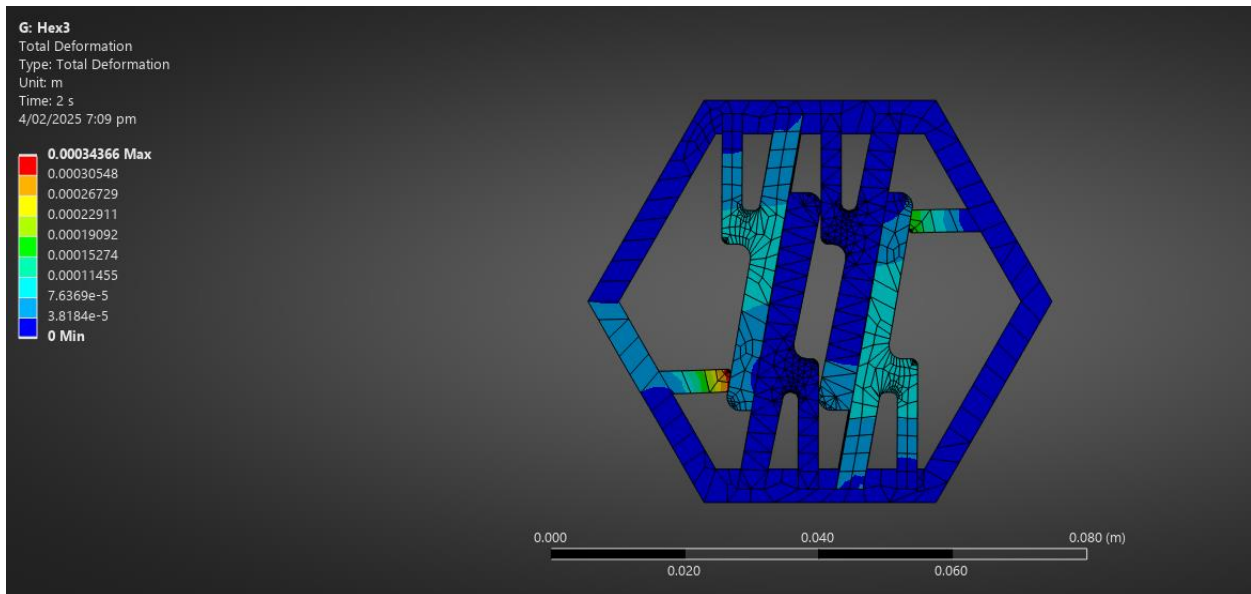 G: Hex3
Total Deformation
Type: Total Deformation
Unit: m
Time: 2 s
4/02/2025 7:09 pm
0.00034366 Max
0.00030548
0.00026729
0.00022911
0.00019092
0.00015274
0.00011455
7.6369e-5
3.8184e-5
0 Min
0.000 0.040 0.080 (m)
0.020 0.060